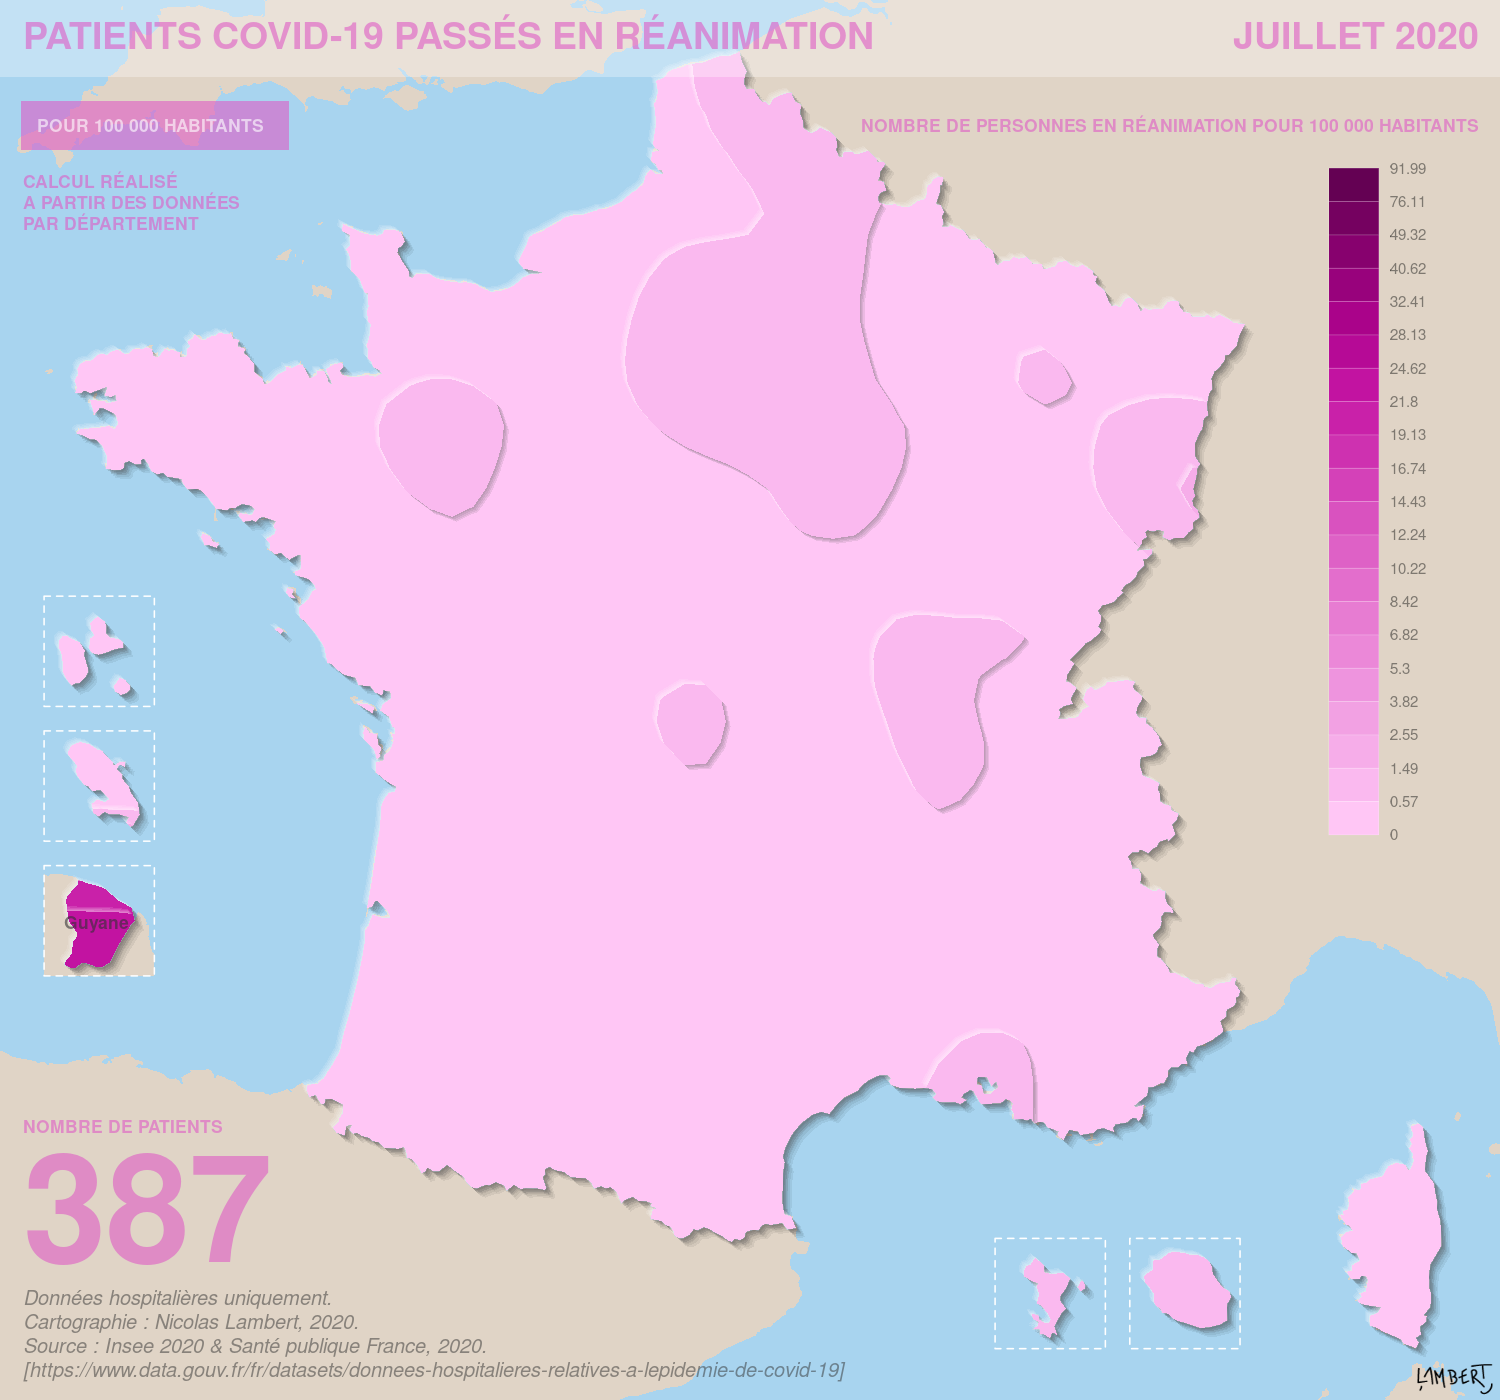 PATIENTS COVID-19 PASSÉS EN RÉANIMATION
JUILLET 2020
POUR 100 000 HABITANTS
CALCUL RÉALISÉ
A PARTIR DES DONNÉES
PAR DÉPARTEMENT
NOMBRE DE PERSONNES EN RÉANIMATION POUR 100 000 HABITANTS
91.99
76.11
49.32
40.62
32.41
28.13
24.62
21.8
19.13
16.74
14.43
12.24
10.22
8.42
6.82
5.3
3.82
2.55
1.49
0.57
0
Guyane
NOMBRE DE PATIENTS
387
Données hospitalières uniquement.
Cartographie : Nicolas Lambert, 2020.
Source : Insee 2020 & Santé publique France, 2020.
[https://www.data.gouv.fr/fr/datasets/donnees-hospitalieres-relatives-a-lepidemie-de-covid-19]
LAMBERT